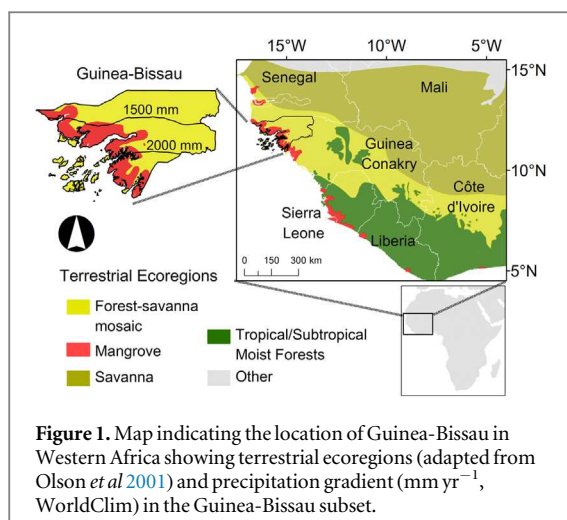 15°W
10°W
5°W
Guinea-Bissau
1500 mm
2000 mm
Senegal
Mali
Guinea
Conakry
Côte
d'Ivoire
Sierra
Leone
Liberia
15°N
10°N
5°N
0 150 300 km
Terrestrial Ecoregions
Forest-savanna
mosaic
Mangrove
Savanna
Tropical/Subtropical
Moist Forests
Other
Figure 1. Map indicating the location of Guinea-Bissau in
Western Africa showing terrestrial ecoregions (adapted from
Olson et al 2001) and precipitation gradient (mm yr⁻¹,
WorldClim) in the Guinea-Bissau subset.